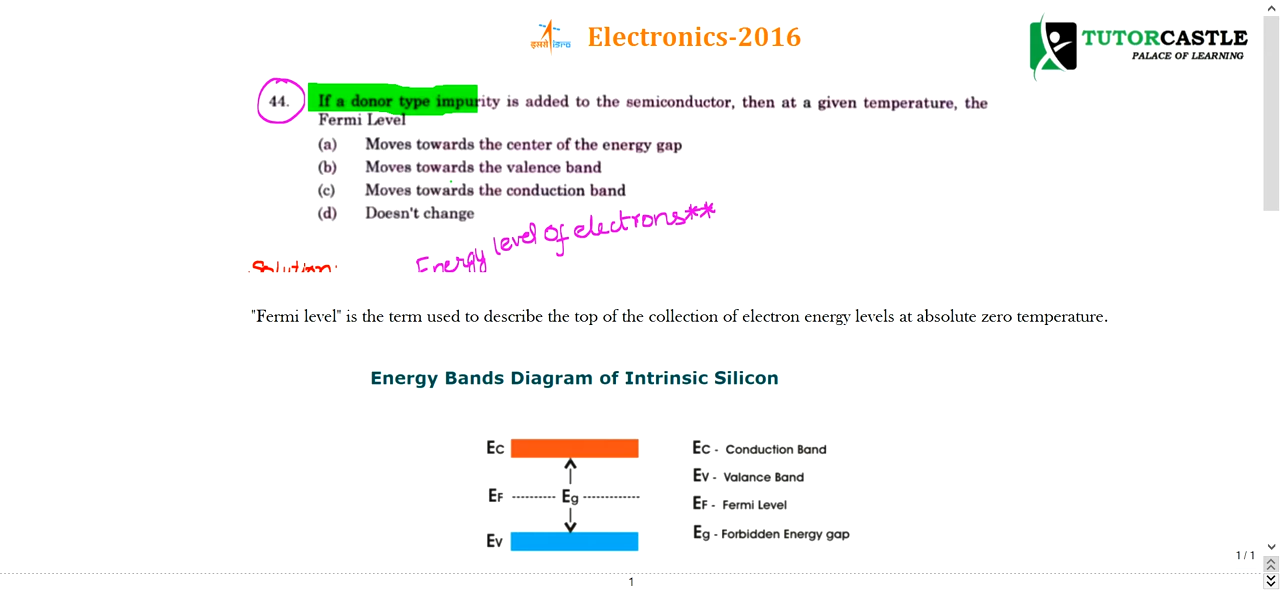 इसरो isro
Electronics-2016
TUTORCASTLE
PALACE OF LEARNING
44. If a donor type impurity is added to the semiconductor, then at a given temperature, the
Fermi Level
(a) Moves towards the center of the energy gap
(b) Moves towards the valence band
(c) Moves towards the conduction band
(d) Doesn't change
Energy level of electrons**
Solution:
"Fermi level" is the term used to describe the top of the collection of electron energy levels at absolute zero temperature.
Energy Bands Diagram of Intrinsic Silicon
EC
EC - Conduction Band
EV - Valance Band
EF Eg
EF - Fermi Level
Eg - Forbidden Energy gap
EV
1 / 1
1